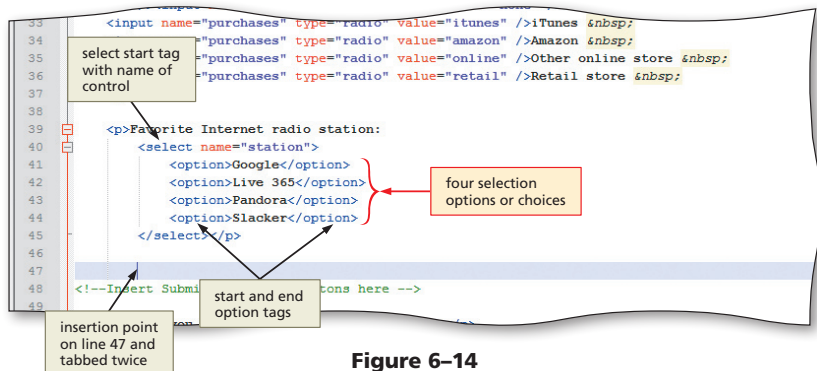 33 <input name="purchases" type="radio" value="itunes" />iTunes &nbsp;
34 "purchases" type="radio" value="amazon" />Amazon &nbsp;
35 "purchases" type="radio" value="online" />Other online store &nbsp;
36 "purchases" type="radio" value="retail" />Retail store &nbsp;
select start tag
with name of
control
37
38
39 <p>Favorite Internet radio station:
40 <select name="station">
41 <option>Google</option>
42 <option>Live 365</option>
43 <option>Pandora</option>
44 <option>Slacker</option>
four selection
options or choices
45 </select></p>
46
47
48 <!--Insert Submi tons here -->
49
start and end
option tags
insertion point
on line 47 and
tabbed twice
Figure 6–14